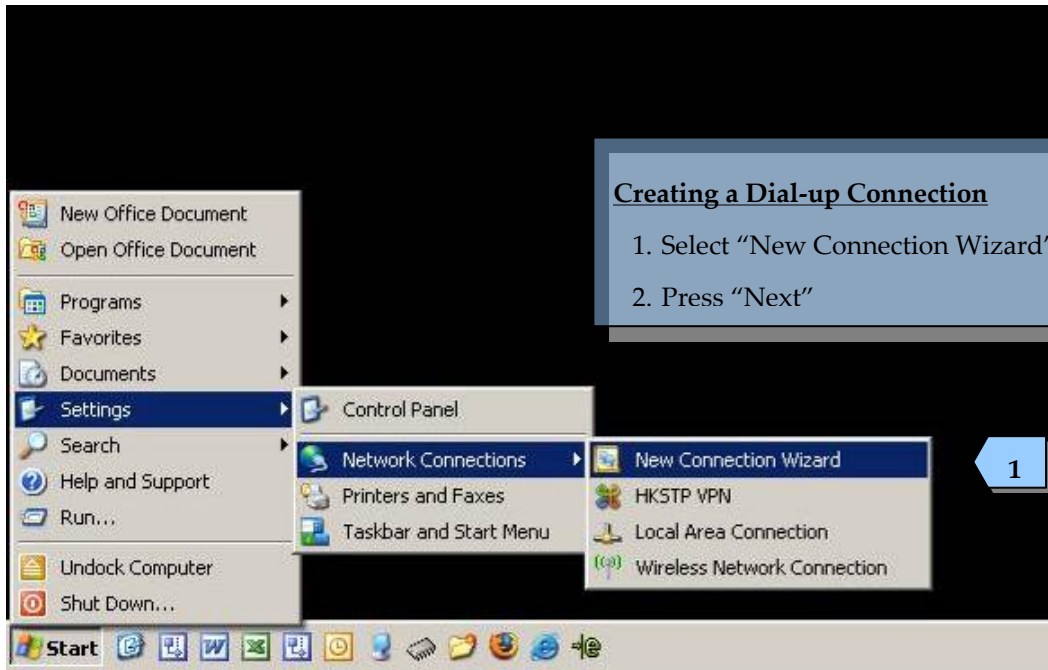 Creating a Dial-up Connection
1. Select “New Connection Wizard”
2. Press “Next”
New Office Document
Open Office Document
Programs
Favorites
Documents
Settings
Search
Help and Support
Run...
Undock Computer
Shut Down...
Control Panel
Network Connections
Printers and Faxes
Taskbar and Start Menu
New Connection Wizard
HKSTP VPN
Local Area Connection
Wireless Network Connection
1
Start